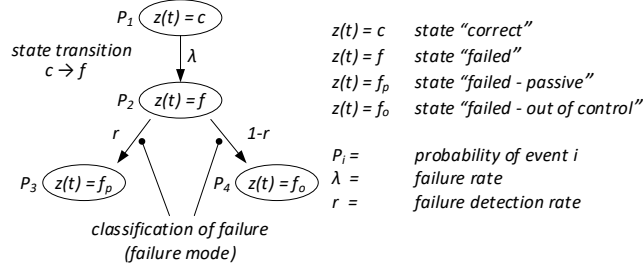 P1 z(t) = c
state transition
c → f
λ
P2 z(t) = f
r 1-r
P3 z(t) = fp P4 z(t) = fo
classification of failure
(failure mode)
z(t) = c state “correct”
z(t) = f state “failed”
z(t) = fp state “failed - passive”
z(t) = fo state “failed - out of control”
Pi = probability of event i
λ = failure rate
r = failure detection rate